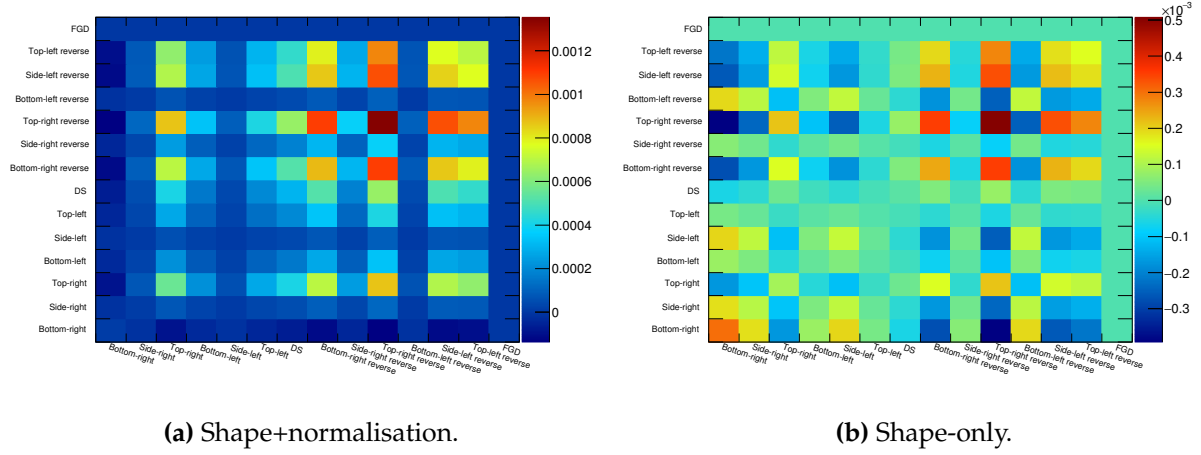 ×10⁻³
FGD
Top-left reverse
Side-left reverse
Bottom-left reverse
Top-right reverse
Side-right reverse
Bottom-right reverse
DS
Top-left
Side-left
Bottom-left
Top-right
Side-right
Bottom-right
Bottom-right
Side-right
Top-right
Bottom-left
Side-left
Top-left
DS
Bottom-right reverse
Side-right reverse
Top-right reverse
Bottom-left reverse
Side-left reverse
Top-left reverse
FGD
0.0012
0.001
0.0008
0.0006
0.0004
0.0002
0
FGD
Top-left reverse
Side-left reverse
Bottom-left reverse
Top-right reverse
Side-right reverse
Bottom-right reverse
DS
Top-left
Side-left
Bottom-left
Top-right
Side-right
Bottom-right
Bottom-right
Side-right
Top-right
Bottom-left
Side-left
Top-left
DS
Bottom-right reverse
Side-right reverse
Top-right reverse
Bottom-left reverse
Side-left reverse
Top-left reverse
FGD
0.5
0.4
0.3
0.2
0.1
0
−0.1
−0.2
−0.3
(a) Shape+normalisation.
(b) Shape-only.